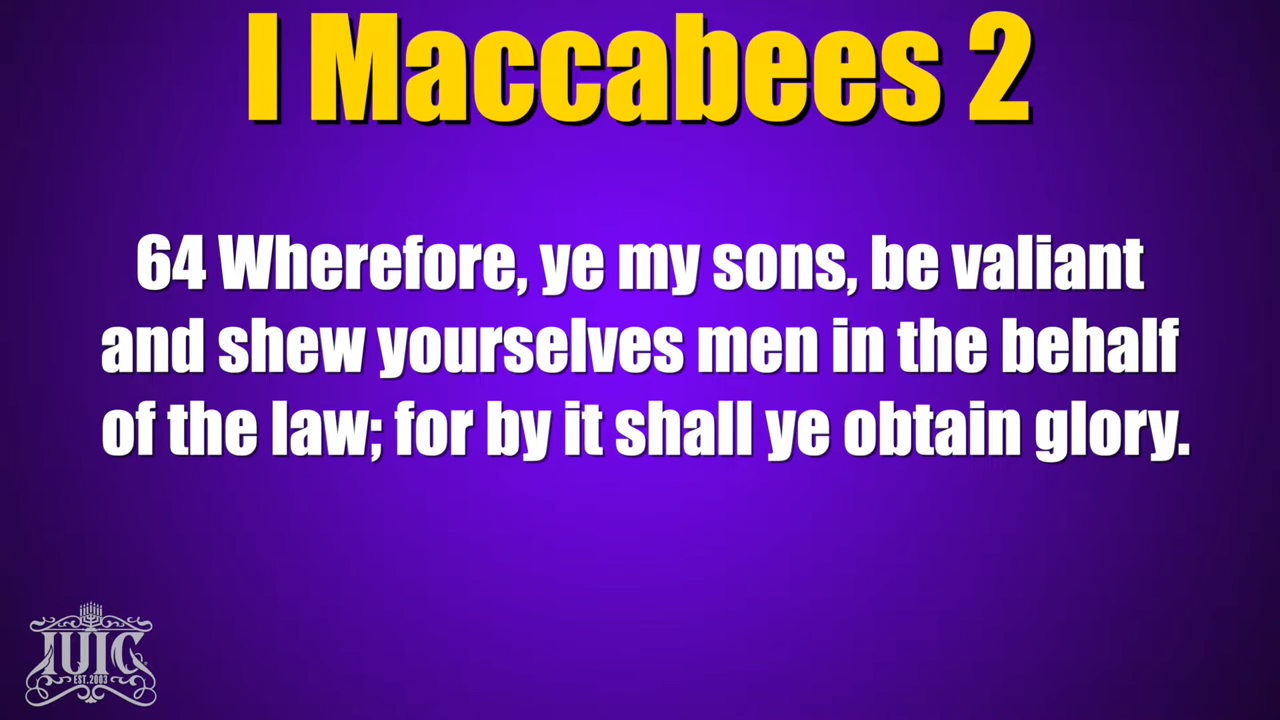 I Maccabees 2
64 Wherefore, ye my sons, be valiant
and shew yourselves men in the behalf
of the law; for by it shall ye obtain glory.
IUIC
EST. 2003